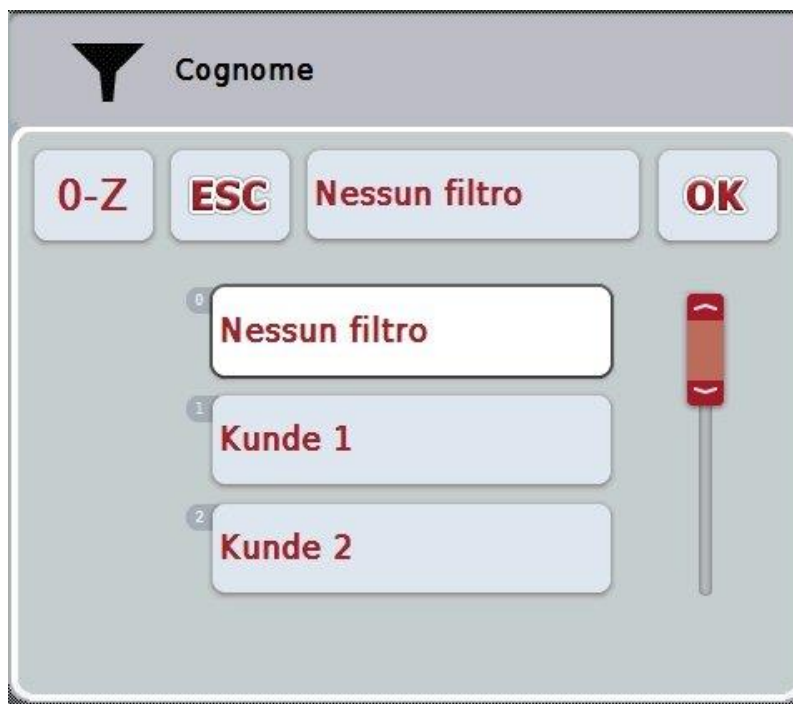 Cognome
0-Z ESC Nessun filtro OK
0
Nessun filtro
1
Kunde 1
2
Kunde 2